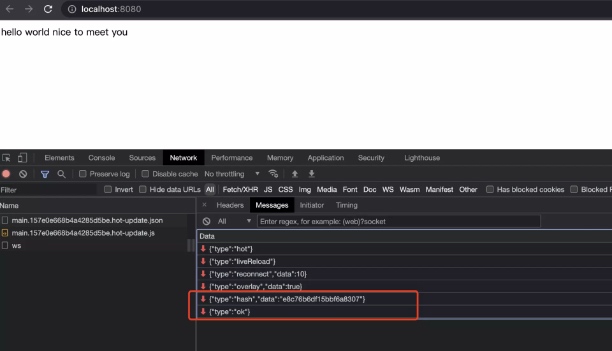 localhost:8080
hello world nice to meet you
Elements Console Sources Network Performance Memory Application Security Lighthouse
Preserve log Disable cache No throttling
Filter Invert Hide data URLs All Fetch/XHR JS CSS Img Media Font Doc WS Wasm Manifest Other Has blocked cookies Blocked R
Name × Headers Messages Initiator Timing
main.157e0e668b4a4285d5be.hot-update.json
main.157e0e668b4a4285d5be.hot-update.js
ws
All Enter regex, for example: (web)?socket
Data
{"type":"hot"}
{"type":"liveReload"}
{"type":"reconnect","data":10}
{"type":"overlay","data":true}
{"type":"hash","data":"e8c76b6df15bbf6a8307"}
{"type":"ok"}